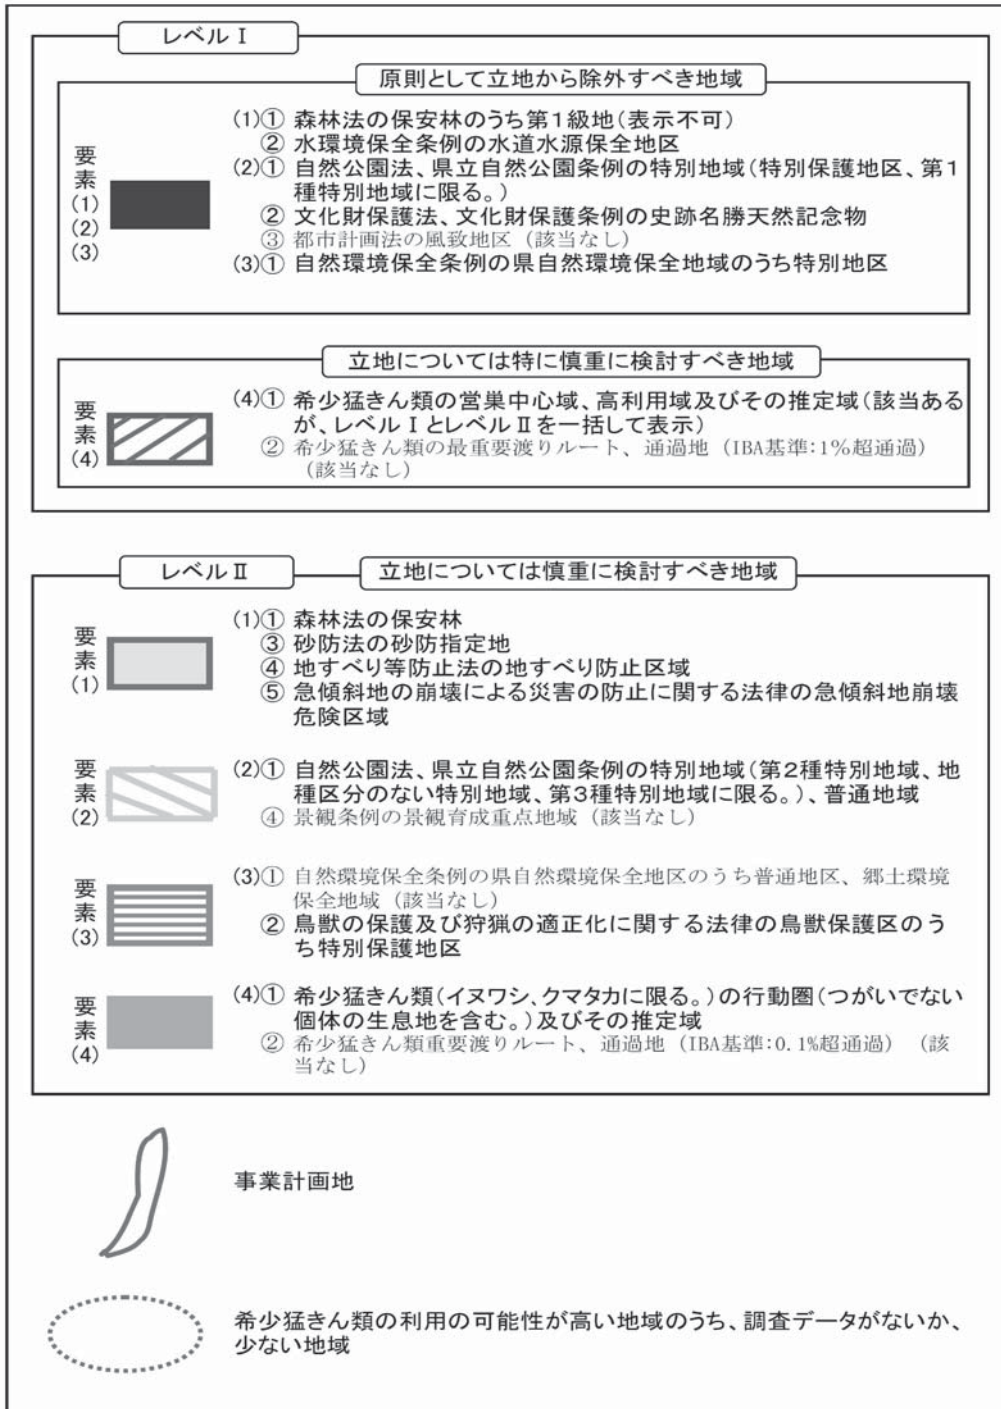 レベルⅠ
原則として立地から除外すべき地域
要素(1)(2)(3)
(1)① 森林法の保安林のうち第1級地(表示不可)
② 水環境保全条例の水道水源保全地区
(2)① 自然公園法、県立自然公園条例の特別地域(特別保護地区、第1
種特別地域に限る。)
② 文化財保護法、文化財保護条例の史跡名勝天然記念物
③ 都市計画法の風致地区 (該当なし)
(3)① 自然環境保全条例の県自然環境保全地域のうち特別地区
立地については特に慎重に検討すべき地域
要素(4)
(4)① 希少猛きん類の営巣中心域、高利用域及びその推定域(該当ある
が、レベルⅠとレベルⅡを一括して表示)
② 希少猛きん類の最重要渡りルート、通過地 (IBA基準:1%超通過)
(該当なし)
レベルⅡ
立地については慎重に検討すべき地域
要素(1)
(1)① 森林法の保安林
③ 砂防法の砂防指定地
④ 地すべり等防止法の地すべり防止区域
⑤ 急傾斜地の崩壊による災害の防止に関する法律の急傾斜地崩壊
危険区域
要素(2)
(2)① 自然公園法、県立自然公園条例の特別地域(第2種特別地域、地
種区分のない特別地域、第3種特別地域に限る。)、普通地域
④ 景観条例の景観育成重点地域 (該当なし)
要素(3)
(3)① 自然環境保全条例の県自然環境保全地区のうち普通地区、郷土環境
保全地域 (該当なし)
② 鳥獣の保護及び狩猟の適正化に関する法律の鳥獣保護区のう
ち特別保護地区
要素(4)
(4)① 希少猛きん類(イヌワシ、クマタカに限る。)の行動圏(つがいでない
個体の生息地を含む。)及びその推定域
② 希少猛きん類重要渡りルート、通過地 (IBA基準:0.1%超通過) (該
当なし)
事業計画地
希少猛きん類の利用の可能性が高い地域のうち、調査データがないか、
少ない地域